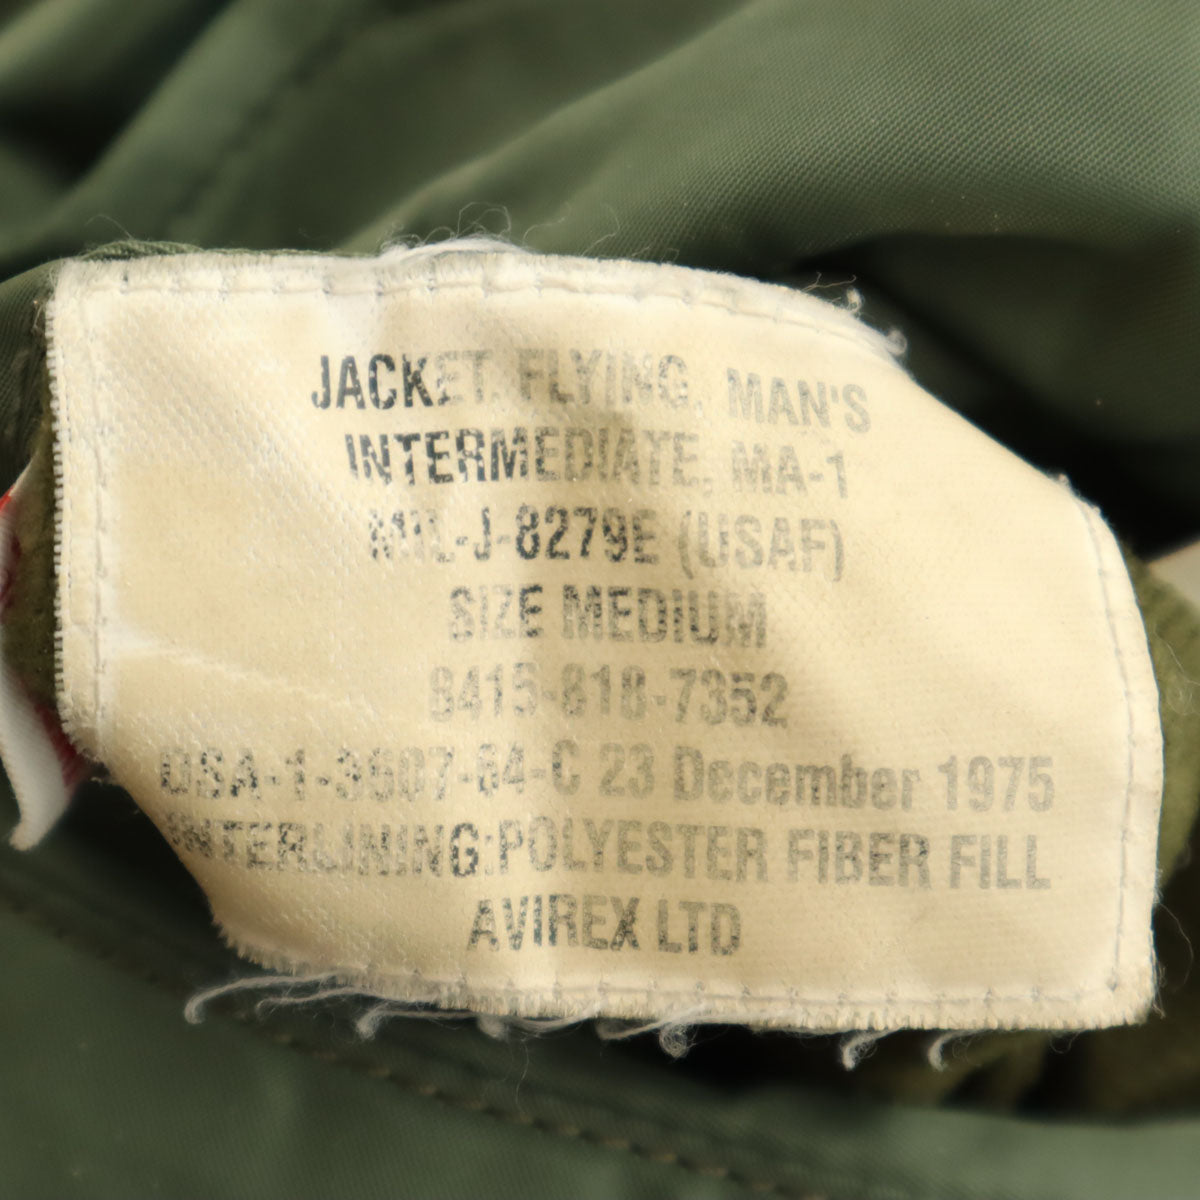 JACKET, FLYING, MAN'S
INTERMEDIATE, MA-1
MIL-J-8279E (USAF)
SIZE MEDIUM
8415-818-7352
DSA-1-3507-64-C 23 December 1975
INTERLINING:POLYESTER FIBER FILL
AVIREX LTD